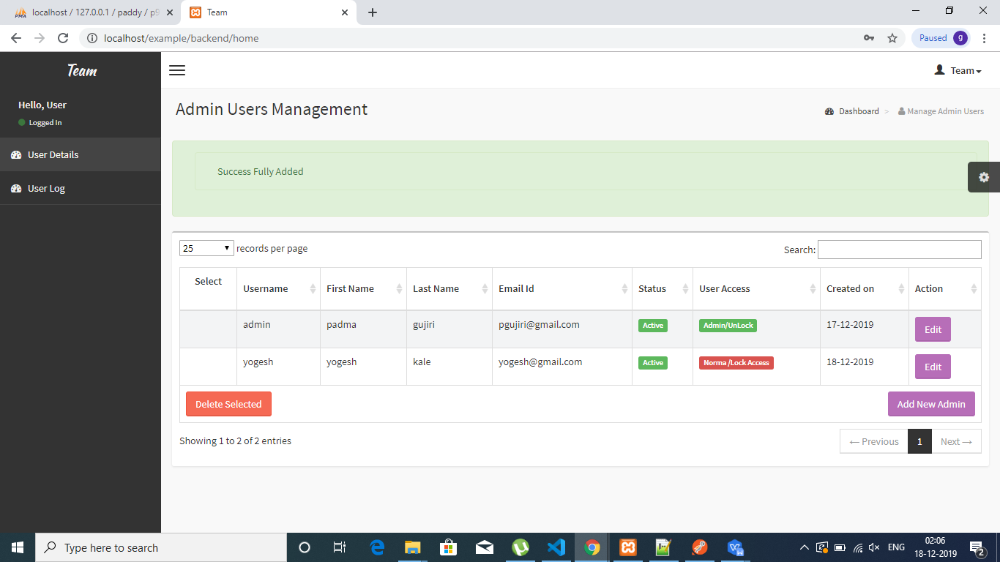 localhost / 127.0.0.1 / paddy / p9
Team
localhost/example/backend/home
Paused g
Team
Team
Hello, User
Logged In
User Details
User Log
Admin Users Management
Dashboard > Manage Admin Users
Success Fully Added
25 records per page
Search:
Select Username First Name Last Name Email Id Status User Access Created on Action
admin padma gujiri pgujiri@gmail.com Active Admin/UnLock 17-12-2019 Edit
yogesh yogesh kale yogesh@gmail.com Active Norma /Lock Access 18-12-2019 Edit
Delete Selected Add New Admin
Showing 1 to 2 of 2 entries
← Previous 1 Next →
Type here to search
ENG
02:06
18-12-2019
2